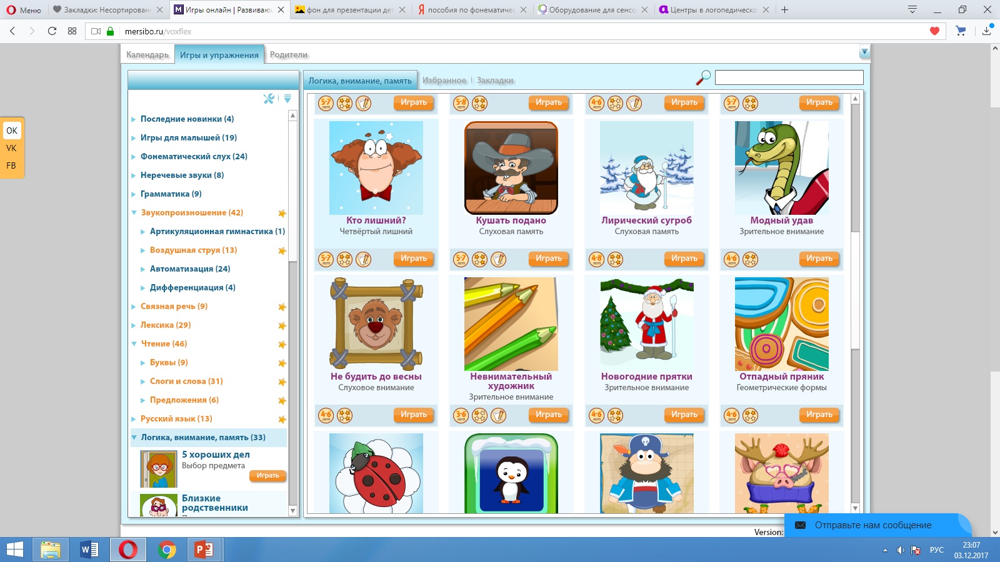 Меню
Закладки: Несортирован
Игры онлайн | Развивающ
фон для презентации дет
пособия по фонематичес
Оборудование для сенсо
Центры в логопедическо
mersibo.ru/voxflex
Календарь
Игры и упражнения
Родители
OK
VK
FB
Логика, внимание, память
Избранное
Закладки
Последние новинки (4)
Игры для малышей (19)
Фонематический слух (24)
Неречевые звуки (8)
Грамматика (9)
Звукопроизношение (42)
Артикуляционная гимнастика (1)
Воздушная струя (13)
Автоматизация (24)
Дифференциация (4)
Связная речь (9)
Лексика (29)
Чтение (46)
Буквы (9)
Слоги и слова (31)
Предложения (6)
Русский язык (13)
Логика, внимание, память (33)
5 хороших дел
Выбор предмета
Играть
Близкие
родственники
5-7 лет
Играть
5-8 лет
Играть
4-6 лет
Играть
5-7 лет
Играть
Кто лишний?
Четвёртый лишний
5-7 лет
Играть
Кушать подано
Слуховая память
5-7 лет
Играть
Лирический сугроб
Слуховая память
4-8 лет
Играть
Модный удав
Зрительное внимание
4-6 лет
Играть
Не будить до весны
Слуховое внимание
4-6 лет
Играть
Невнимательный
художник
Зрительное внимание
3-6 лет
Играть
Новогодние прятки
Зрительное внимание
4-6 лет
Играть
Отпадный пряник
Геометрические формы
4-6 лет
Играть
Version:
Отправьте нам сообщение
РУС
23:07
03.12.2017